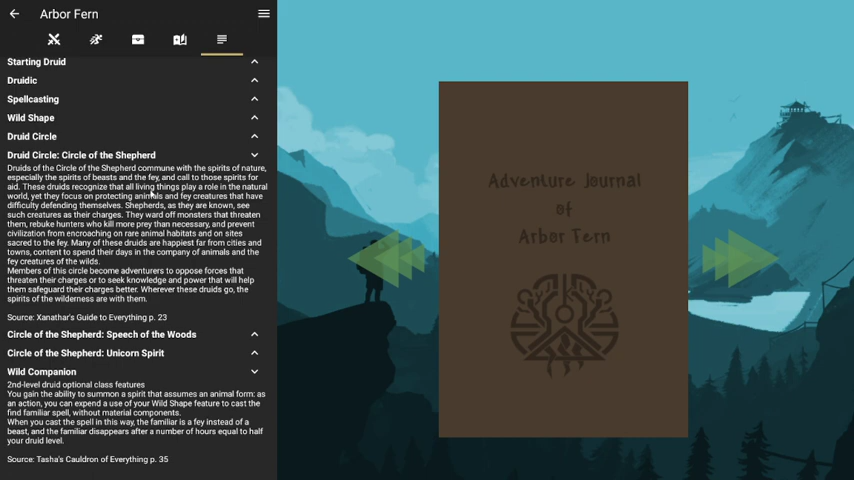 Arbor Fern
Starting Druid
Druidic
Spellcasting
Wild Shape
Druid Circle
Druid Circle: Circle of the Shepherd
Druids of the Circle of the Shepherd commune with the spirits of nature,
especially the spirits of beasts and the fey, and call to those spirits for
aid. These druids recognize that all living things play a role in the natural
world, yet they focus on protecting animals and fey creatures that have
difficulty defending themselves. Shepherds, as they are known, see
such creatures as their charges. They ward off monsters that threaten
them, rebuke hunters who kill more prey than necessary, and prevent
civilization from encroaching on rare animal habitats and on sites
sacred to the fey. Many of these druids are happiest far from cities and
towns, content to spend their days in the company of animals and the
fey creatures of the wilds.
Members of this circle become adventurers to oppose forces that
threaten their charges or to seek knowledge and power that will help
them safeguard their charges better. Wherever these druids go, the
spirits of the wilderness are with them.
Source: Xanathar's Guide to Everything p. 23
Circle of the Shepherd: Speech of the Woods
Circle of the Shepherd: Unicorn Spirit
Wild Companion
2nd-level druid optional class features
You gain the ability to summon a spirit that assumes an animal form: as
an action, you can expend a use of your Wild Shape feature to cast the
find familiar spell, without material components.
When you cast the spell in this way, the familiar is a fey instead of a
beast, and the familiar disappears after a number of hours equal to half
your druid level.
Source: Tasha's Cauldron of Everything p. 35
Adventure Journal
of
Arbor Fern